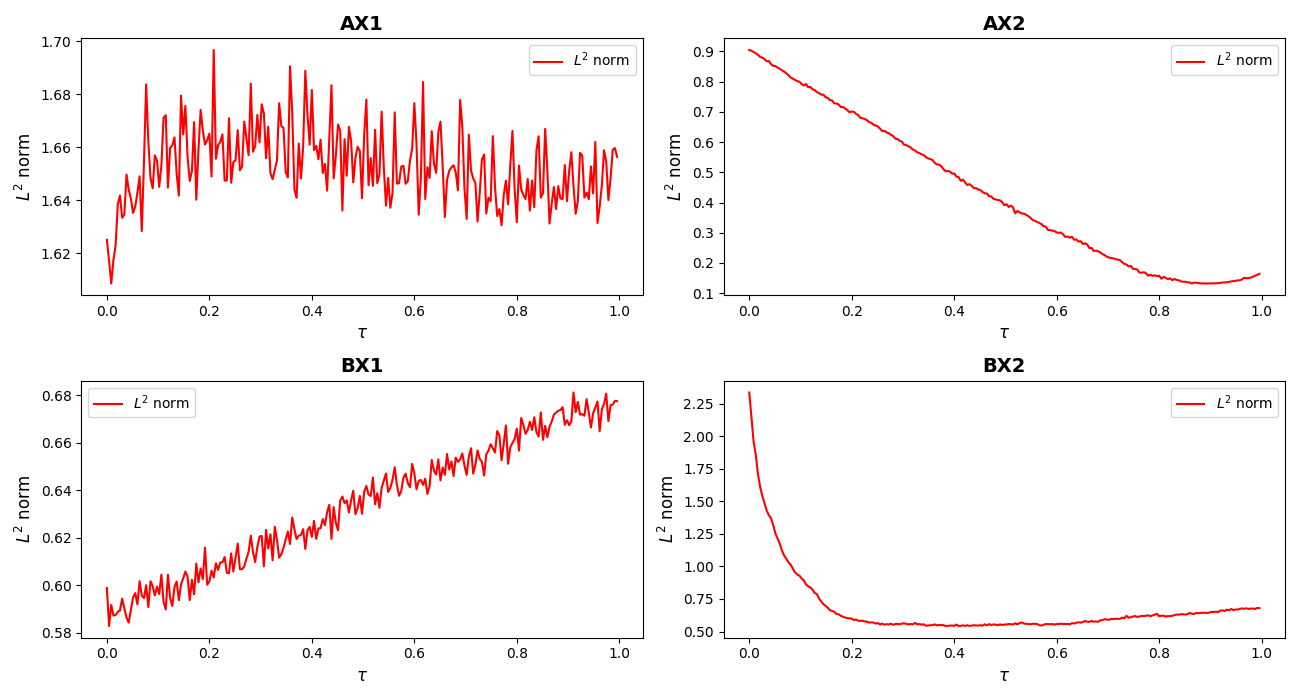 AX1
L² norm
1.70
1.68
1.66
1.64
1.62
L² norm
0.0 0.2 0.4 0.6 0.8 1.0
τ
AX2
L² norm
0.9
0.8
0.7
0.6
0.5
0.4
0.3
0.2
0.1
L² norm
0.0 0.2 0.4 0.6 0.8 1.0
τ
BX1
L² norm
0.68
0.66
0.64
0.62
0.60
0.58
L² norm
0.0 0.2 0.4 0.6 0.8 1.0
τ
BX2
L² norm
2.25
2.00
1.75
1.50
1.25
1.00
0.75
0.50
L² norm
0.0 0.2 0.4 0.6 0.8 1.0
τ